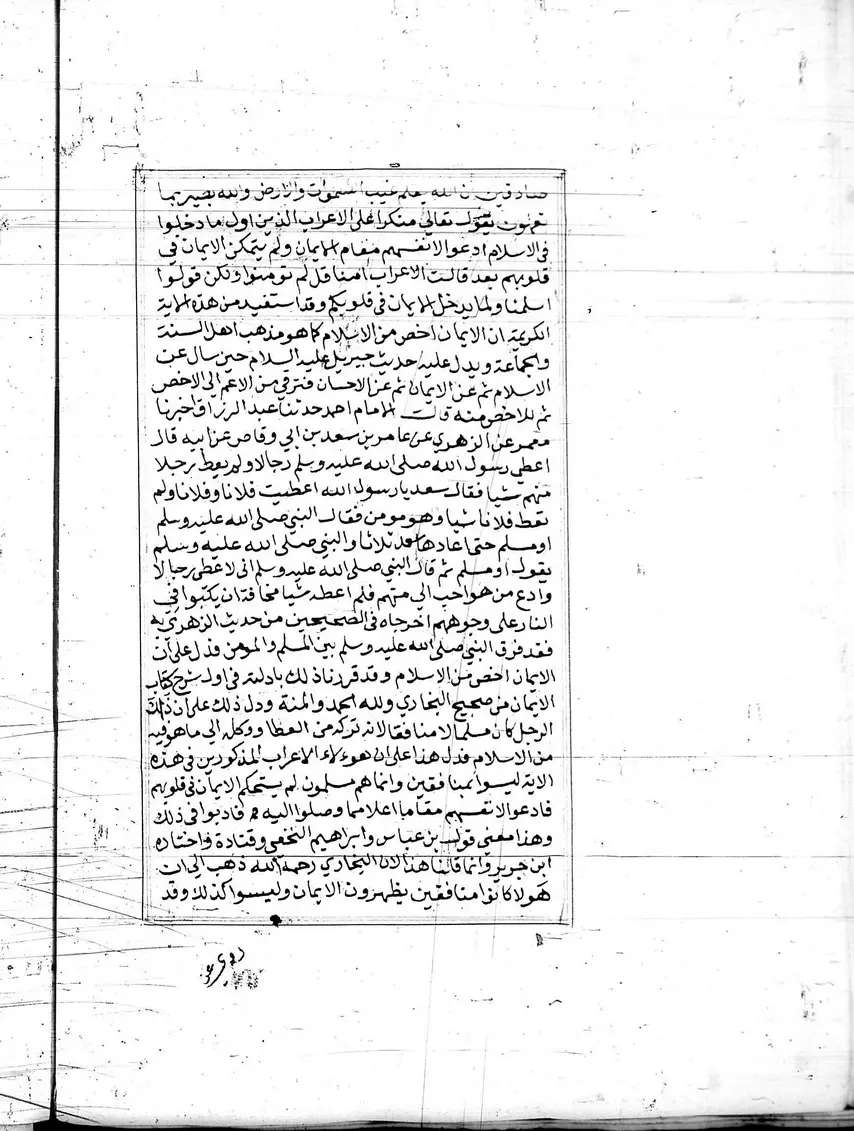 صادقين ان الله يعلم غيب السموات والارض والله بصير بما
تعملون يقول تعالى منكرا على الاعراب الذين اول ما دخلوا
في الاسلام ادعوا لانفسهم مقام الايمان ولم يتمكن الايمان في
قلوبهم بعد قالت الاعراب امنا قل لم تومنوا ولكن قولوا
اسلمنا ولما يدخل الايمان في قلوبكم وقد استفيد من هذه الاية
الكريمة ان الايمان اخص من الاسلام كما هو مذهب اهل السنة
والجماعة ويدل عليه حديث جبريل عليه السلام حين سال عن
الاسلام ثم عن الايمان ثم عن الاحسان فترقى من الاعم الى الاخص
ثم للاخص منه قال الامام احمد حدثنا عبد الرزاق اخبرنا
معمر عن الزهري عن عامر بن سعد بن ابي وقاص عن ابيه قال
اعطي رسول الله صلى الله عليه وسلم رجالا ولم يعط رجلا
منهم شيا فقال سعد يا رسول الله اعطيت فلانا وفلانا ولم
تعط فلانا شيا وهو مومن فقال النبي صلى الله عليه وسلم
او مسلم حتى اعادها سعد ثلاثا والنبي صلى الله عليه وسلم
يقول او مسلم ثم قال النبي صلى الله عليه وسلم اني لاعطي رجالا
وادع من هو احب الي منهم فلم اعطه شيا مخافة ان يكبوا في
النار على وجوههم اخرجاه في الصحيحين من حديث الزهري به
فقد فرق النبي صلى الله عليه وسلم بين المسلم والمومن فدل على ان
الايمان اخص من الاسلام وقد قررنا ذلك بادلته في اول شرح كتاب
الايمان من صحيح البخاري ولله الحمد والمنة ودل ذلك على ان ذلك
الرجل كان مسلما لا منافقا لانه تركه من العطا ووكله الى ما هو فيه
من الاسلام فدل هذا على ان هوءلاء الاعراب المذكورين في هذه
الاية ليسوا بمنافقين وانما هم مسلمون لم يستحكم الايمان في قلوبهم
فادعوا لانفسهم مقاما اعلا مما وصلوا اليه فادبوا في ذلك
وهذا معنى قول بن عباس وابراهيم النخعي وقتادة واختاره
ابن جرير وانما قلنا هذا لان البخاري رحمه الله ذهب الى ان
هولا كانوا منافقين يظهرون الايمان وليسوا كذلك وقد
روي عن